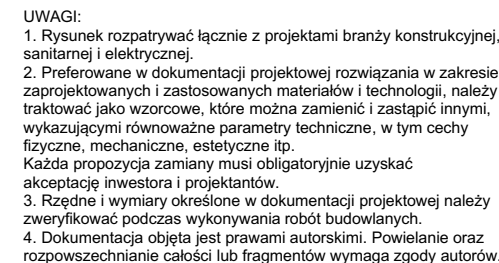 UWAGI:
1. Rysunek rozpatrywać łącznie z projektami branży konstrukcyjnej,
sanitarnej i elektrycznej.
2. Preferowane w dokumentacji projektowej rozwiązania w zakresie
zaprojektowanych i zastosowanych materiałów i technologii, należy
traktować jako wzorcowe, które można zamienić i zastąpić innymi,
wykazującymi równoważne parametry techniczne, w tym cechy
fizyczne, mechaniczne, estetyczne itp.
Każda propozycja zamiany musi obligatoryjnie uzyskać
akceptację inwestora i projektantów.
3. Rzędne i wymiary określone w dokumentacji projektowej należy
zweryfikować podczas wykonywania robót budowlanych.
4. Dokumentacja objęta jest prawami autorskimi. Powielanie oraz
rozpowszechnianie całości lub fragmentów wymaga zgody autorów.